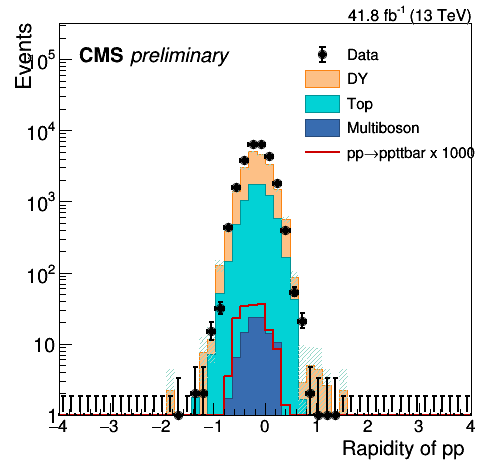 41.8 fb⁻¹ (13 TeV)
Events
CMS preliminary
Data
DY
Top
Multiboson
pp→ppttbar x 1000
10⁵
10⁴
10³
10²
10
1
−4 −3 −2 −1 0 1 2 3 4
Rapidity of pp